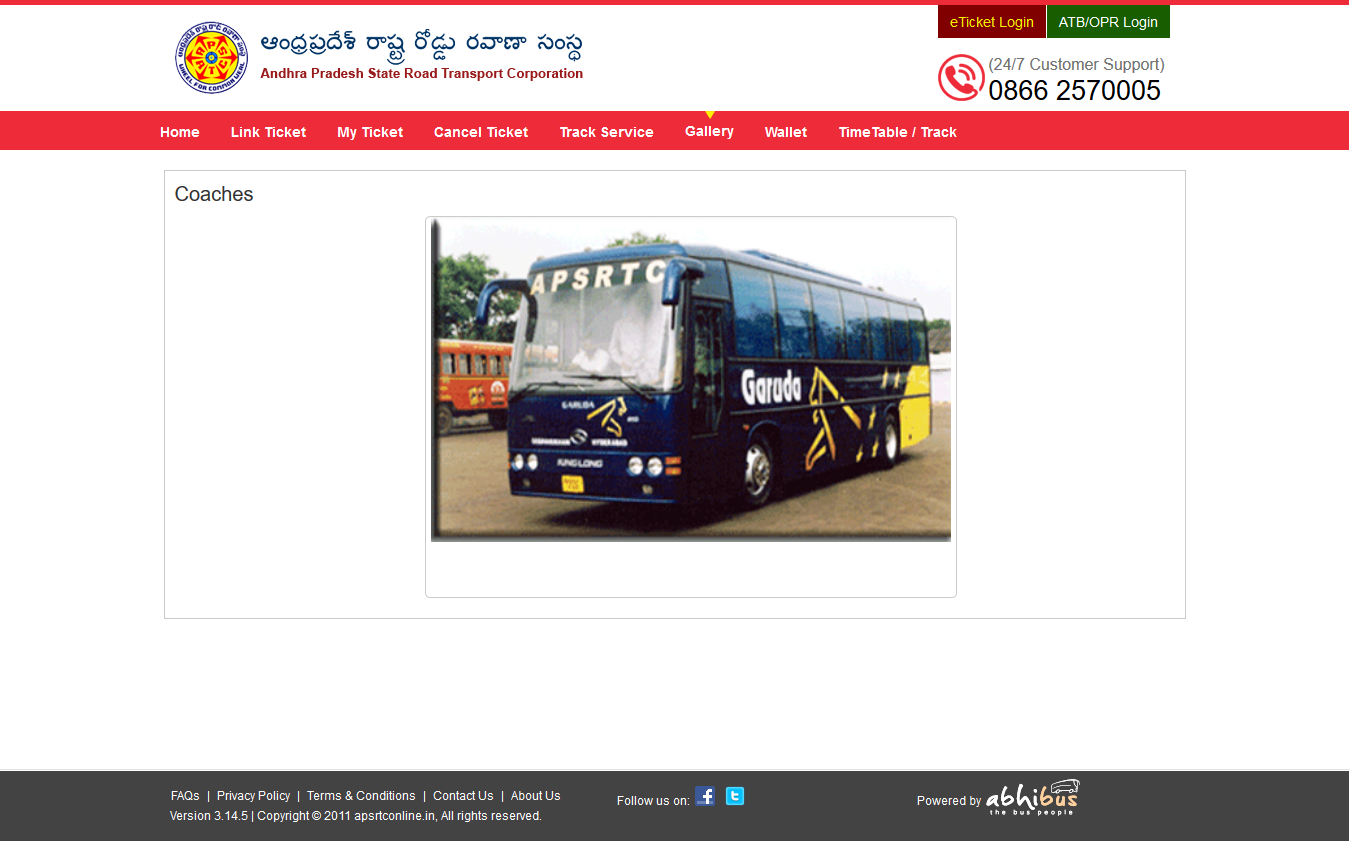 eTicket Login ATB/OPR Login
ఆంధ్రప్రదేశ్ రాష్ట్ర రోడ్డు రవాణా సంస్థ
Andhra Pradesh State Road Transport Corporation
(24/7 Customer Support)
0866 2570005
Home Link Ticket My Ticket Cancel Ticket Track Service Gallery Wallet TimeTable / Track
Coaches
APSRTC
Garuda
GARUDA
HYDERABAD
KINGLONG
FAQs | Privacy Policy | Terms & Conditions | Contact Us | About Us
Version 3.14.5 | Copyright © 2011 apsrtconline.in, All rights reserved.
Follow us on:
Powered by abhibus
the bus people